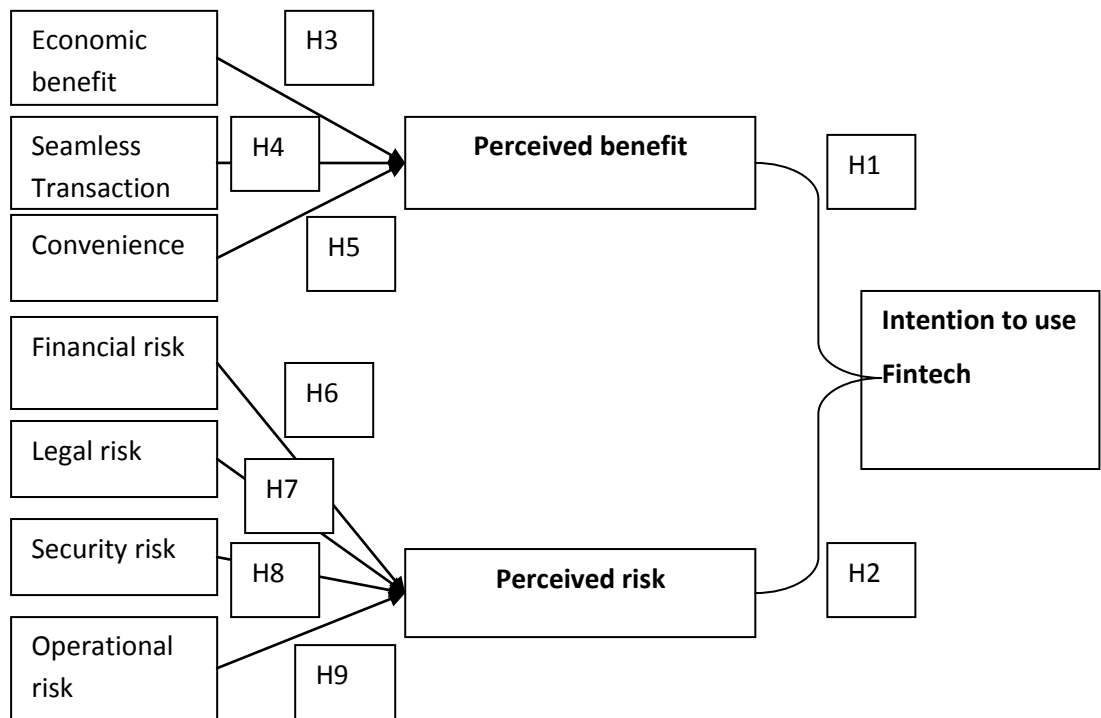 Economic
benefit
H3
Seamless
Transaction
H4
Perceived benefit
H1
Convenience
H5
Intention to use
Fintech
Financial risk
H6
Legal risk
H7
Security risk
H8
Perceived risk
H2
Operational
risk
H9